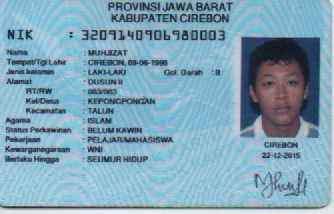 PROVINSI JAWA BARAT
KABUPATEN CIREBON
NIK : 3209140906980003
Nama : MUHJIZAT
Tempat/Tgl Lahir : CIREBON, 09-06-1998
Jenis kelamin : LAKI-LAKI Gol. Darah : B
Alamat : DUSUN II
RT/RW : 003/003
Kel/Desa : KEPONGPONGAN
Kecamatan : TALUN
Agama : ISLAM
Status Perkawinan : BELUM KAWIN
Pekerjaan : PELAJAR/MAHASISWA
Kewarganegaraan : WNI
Berlaku Hingga : SEUMUR HIDUP
CIREBON
22-12-2015